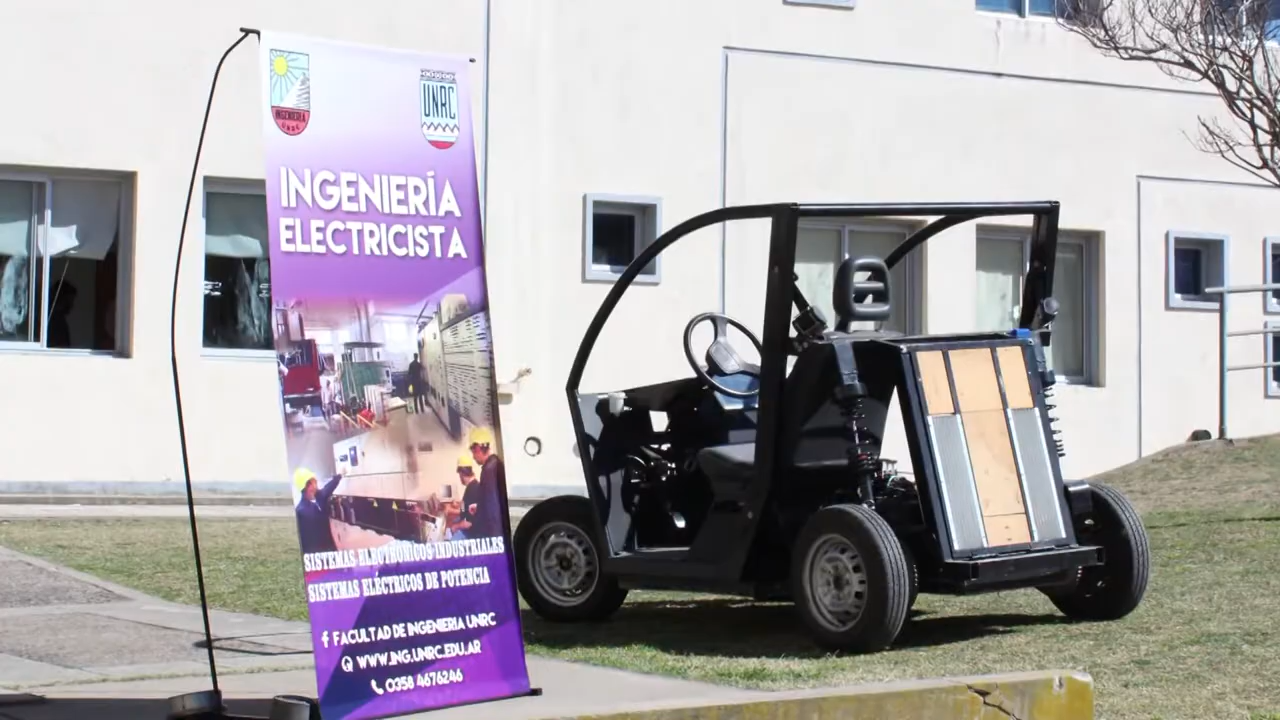 INGENIERIA
UNRC
UNRC
INGENIERÍA
ELECTRICISTA
SISTEMAS ELECTRÓNICOS INDUSTRIALES
SISTEMAS ELÉCTRICOS DE POTENCIA
FACULTAD DE INGENIERIA UNRC
WWW.ING.UNRC.EDU.AR
0358 4676246